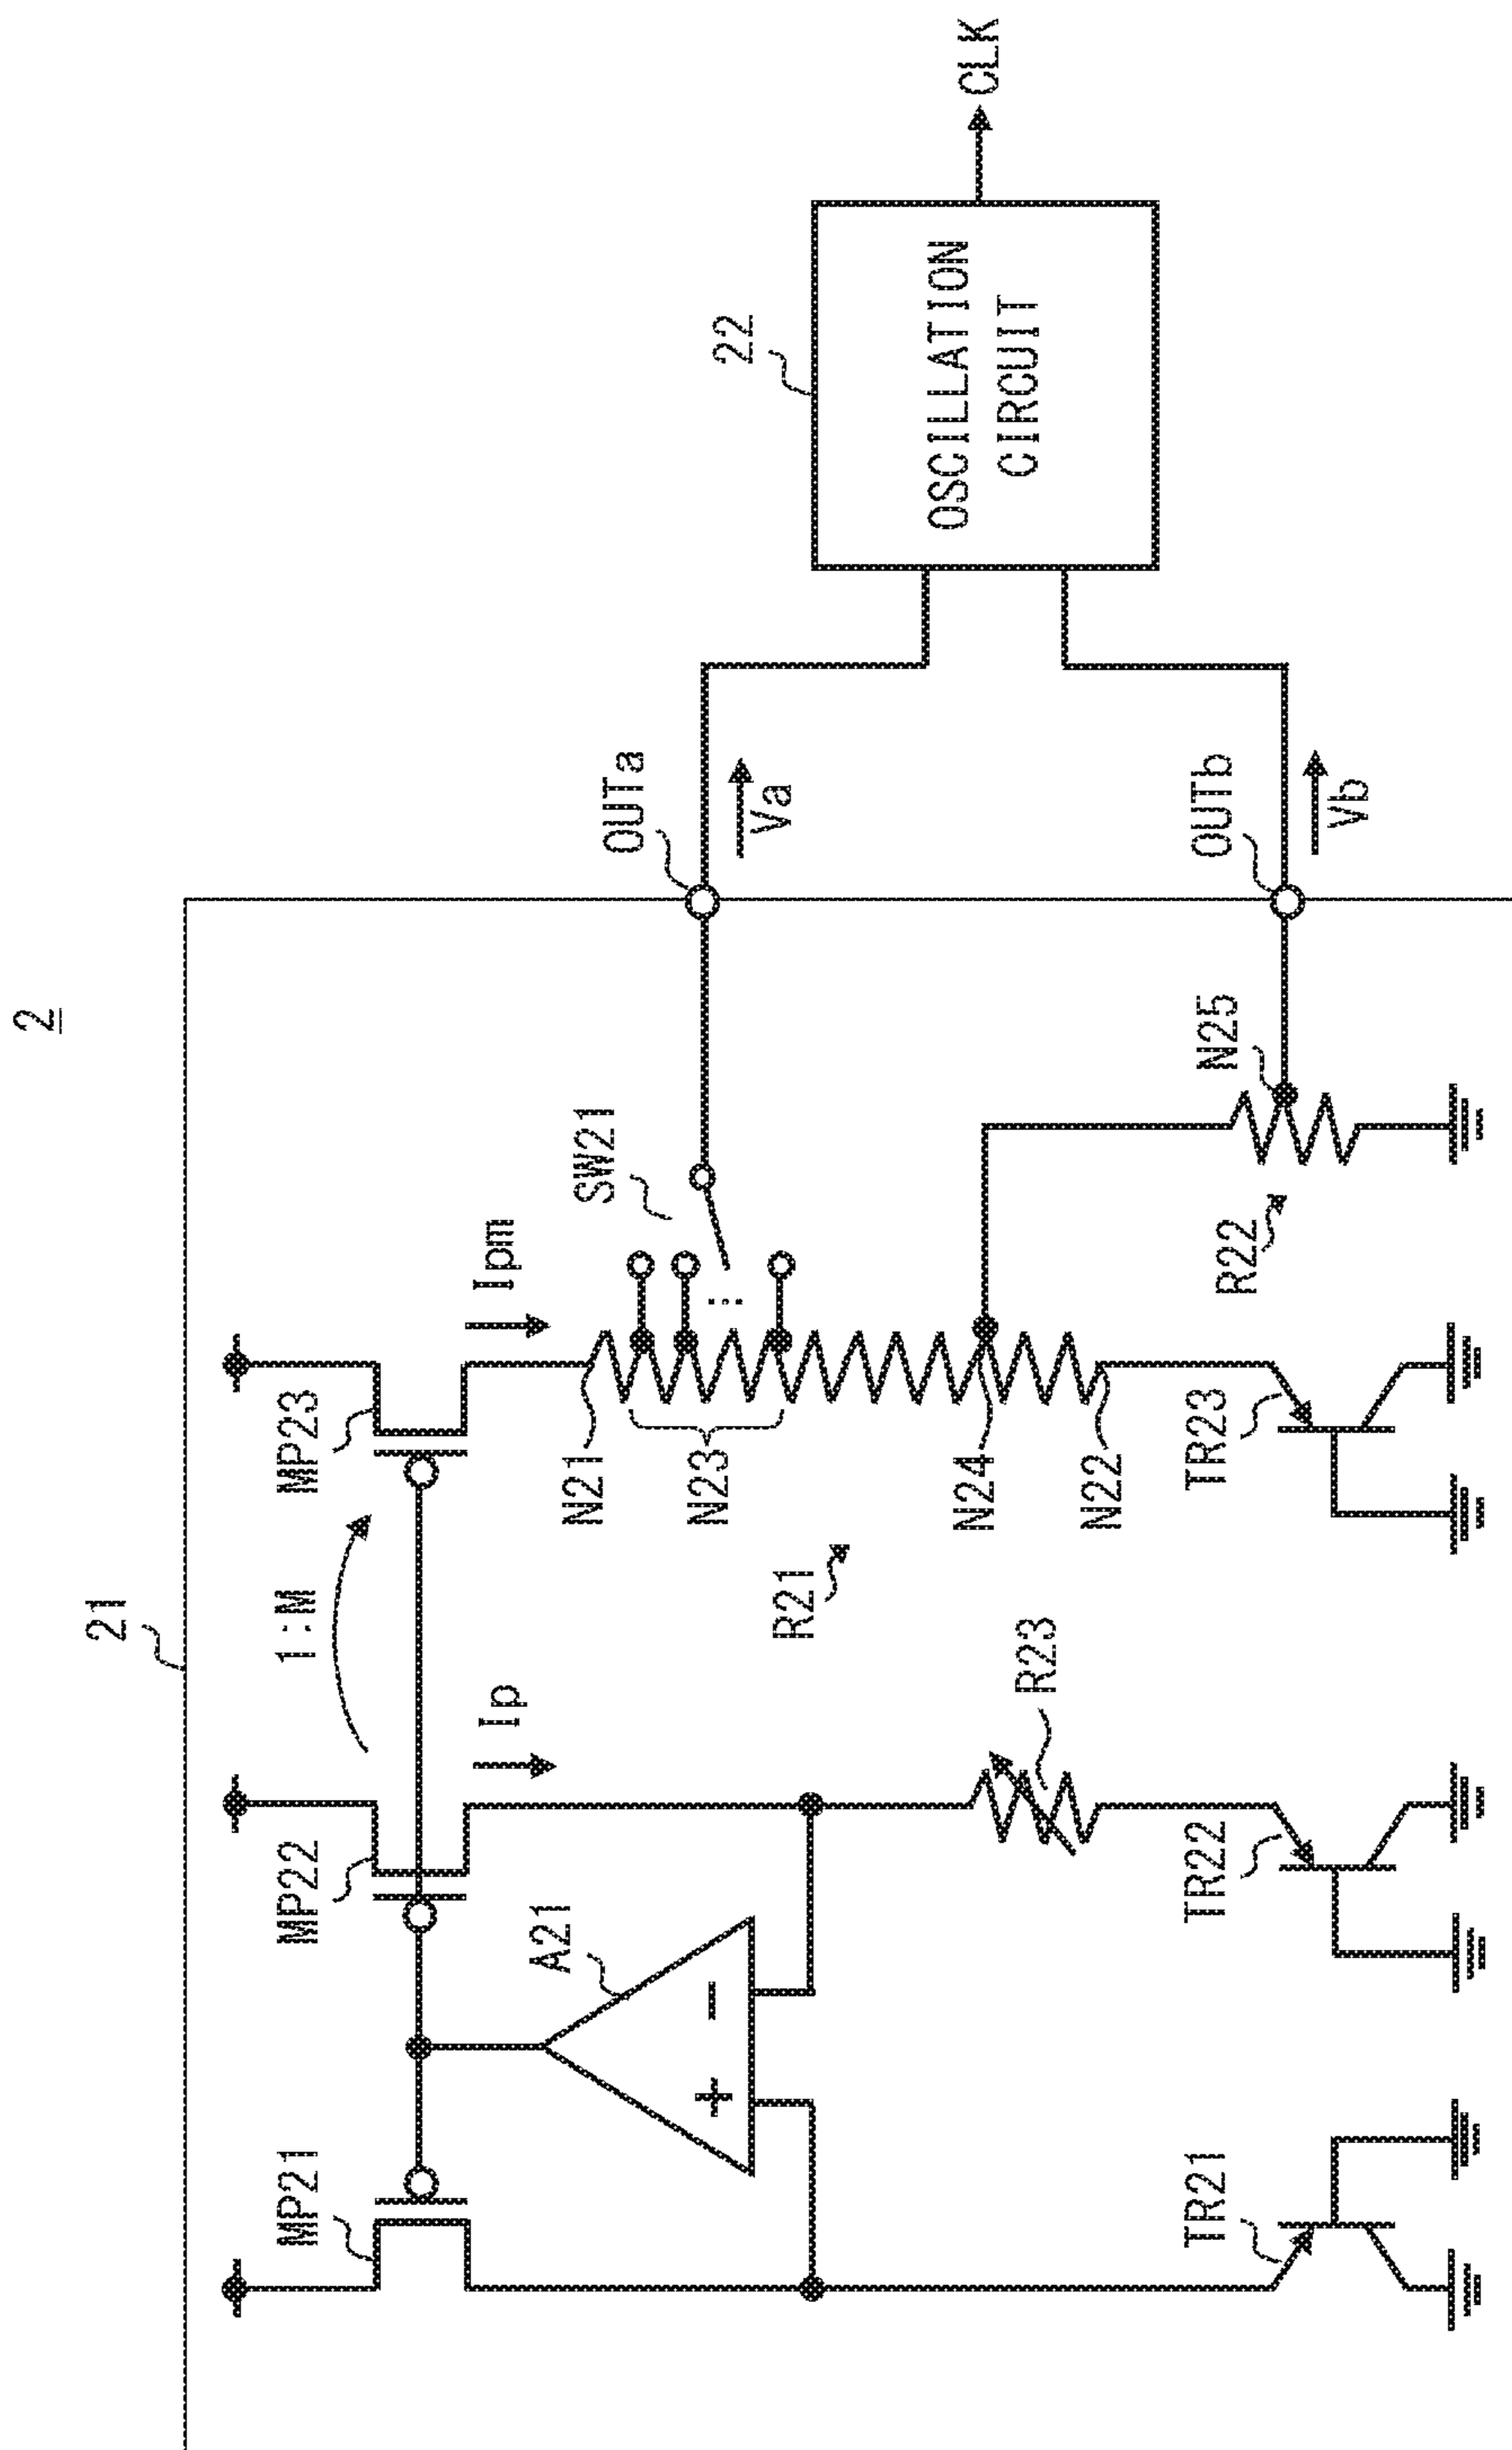 2
21
MP21
MP22
1:M
MP23
Ip
Ipm
A21
+
−
N21
SW21
N23
OUTa
Va
22
OSCILLATION
CIRCUIT
CLK
R21
R23
N24
N22
TR21
TR22
TR23
R22
N25
OUTb
Vb